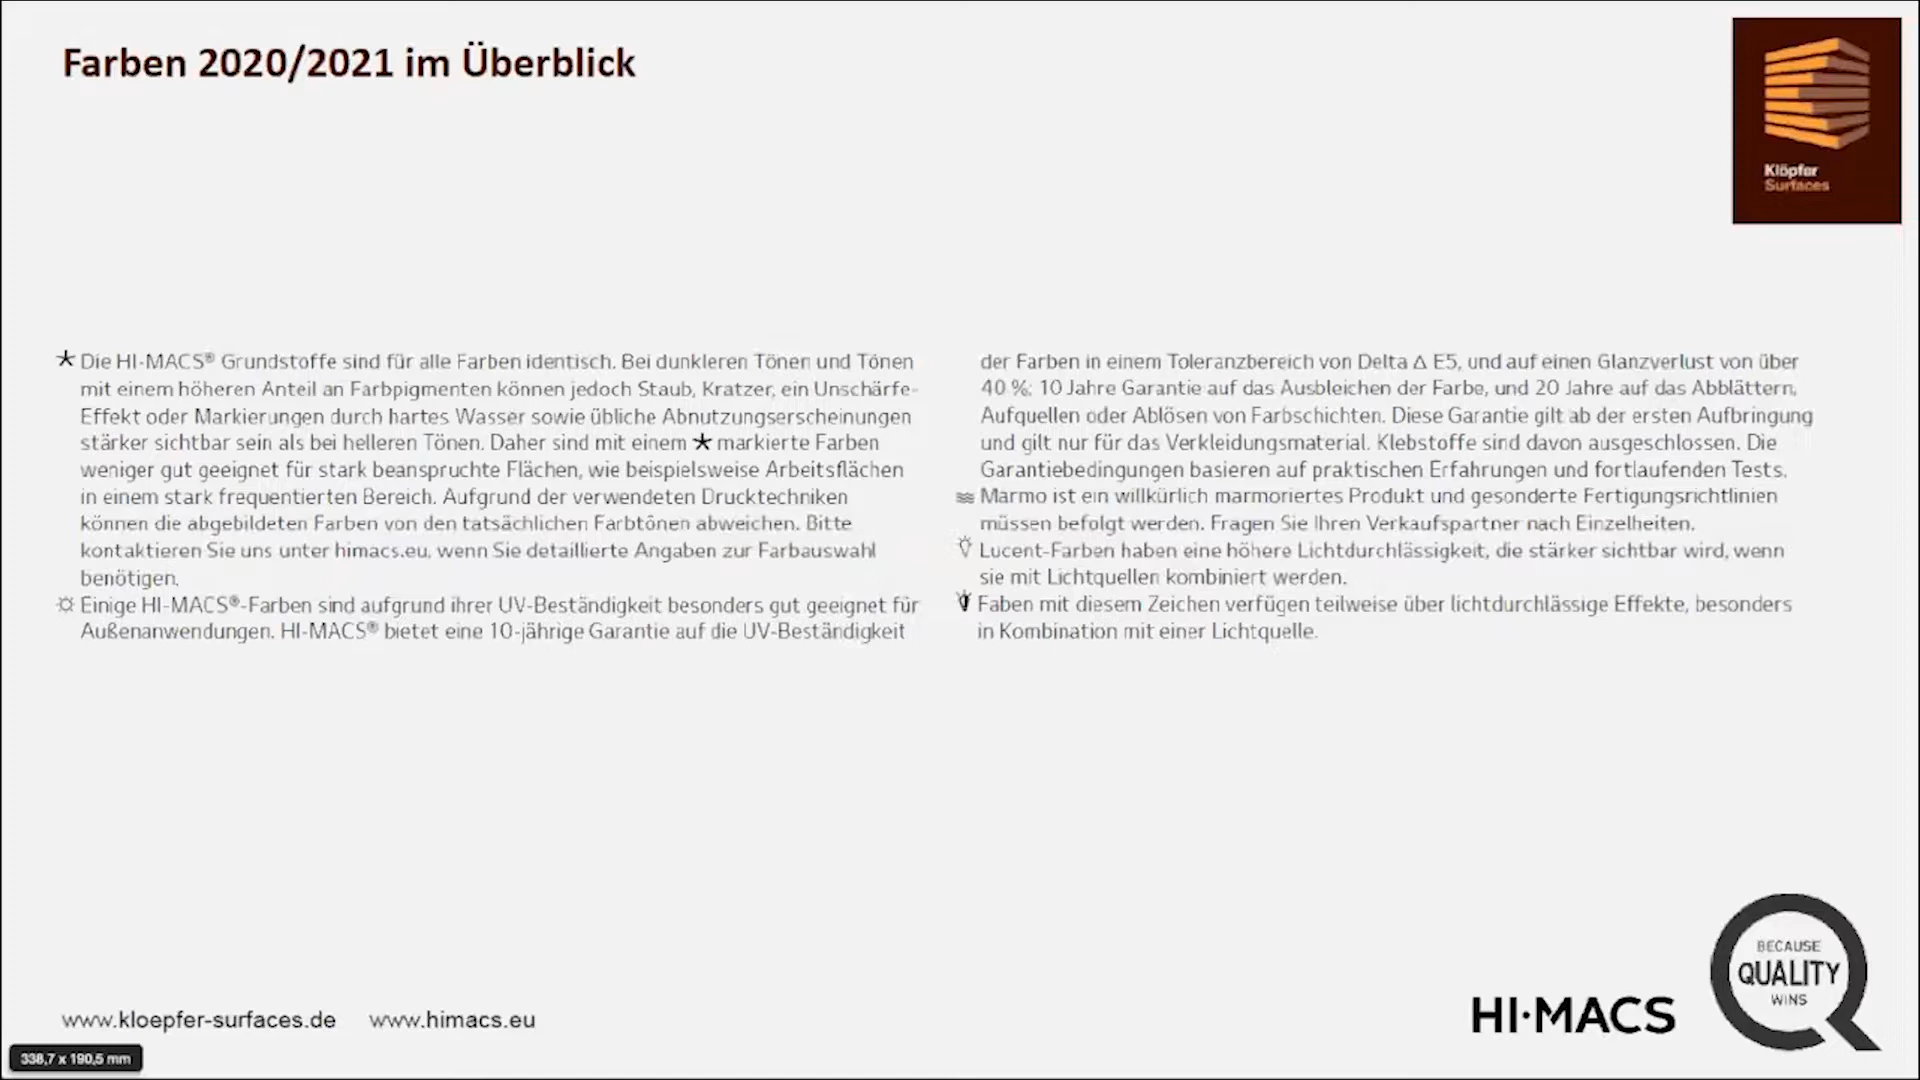 Farben 2020/2021 im Überblick
Klöpfer
Surfaces
★ Die HI-MACS® Grundstoffe sind für alle Farben identisch. Bei dunkleren Tönen und Tönen
mit einem höheren Anteil an Farbpigmenten können jedoch Staub, Kratzer, ein Unschärfe-
Effekt oder Markierungen durch hartes Wasser sowie übliche Abnutzungserscheinungen
stärker sichtbar sein als bei helleren Tönen. Daher sind mit einem ★ markierte Farben
weniger gut geeignet für stark beanspruchte Flächen, wie beispielsweise Arbeitsflächen
in einem stark frequentierten Bereich. Aufgrund der verwendeten Drucktechniken
können die abgebildeten Farben von den tatsächlichen Farbtönen abweichen. Bitte
kontaktieren Sie uns unter himacs.eu, wenn Sie detaillierte Angaben zur Farbauswahl
benötigen.
Einige HI-MACS®-Farben sind aufgrund ihrer UV-Beständigkeit besonders gut geeignet für
Außenanwendungen. HI-MACS® bietet eine 10-jährige Garantie auf die UV-Beständigkeit
der Farben in einem Toleranzbereich von Delta Δ E5, und auf einen Glanzverlust von über
40 %; 10 Jahre Garantie auf das Ausbleichen der Farbe, und 20 Jahre auf das Abblättern,
Aufquellen oder Ablösen von Farbschichten. Diese Garantie gilt ab der ersten Aufbringung
und gilt nur für das Verkleidungsmaterial. Klebstoffe sind davon ausgeschlossen. Die
Garantiebedingungen basieren auf praktischen Erfahrungen und fortlaufenden Tests.
Marmo ist ein willkürlich marmoriertes Produkt und gesonderte Fertigungsrichtlinien
müssen befolgt werden. Fragen Sie Ihren Verkaufspartner nach Einzelheiten.
Lucent-Farben haben eine höhere Lichtdurchlässigkeit, die stärker sichtbar wird, wenn
sie mit Lichtquellen kombiniert werden.
Faben mit diesem Zeichen verfügen teilweise über lichtdurchlässige Effekte, besonders
in Kombination mit einer Lichtquelle.
BECAUSE
QUALITY
WINS
HI·MACS
www.kloepfer-surfaces.de www.himacs.eu
338,7 x 190,5 mm